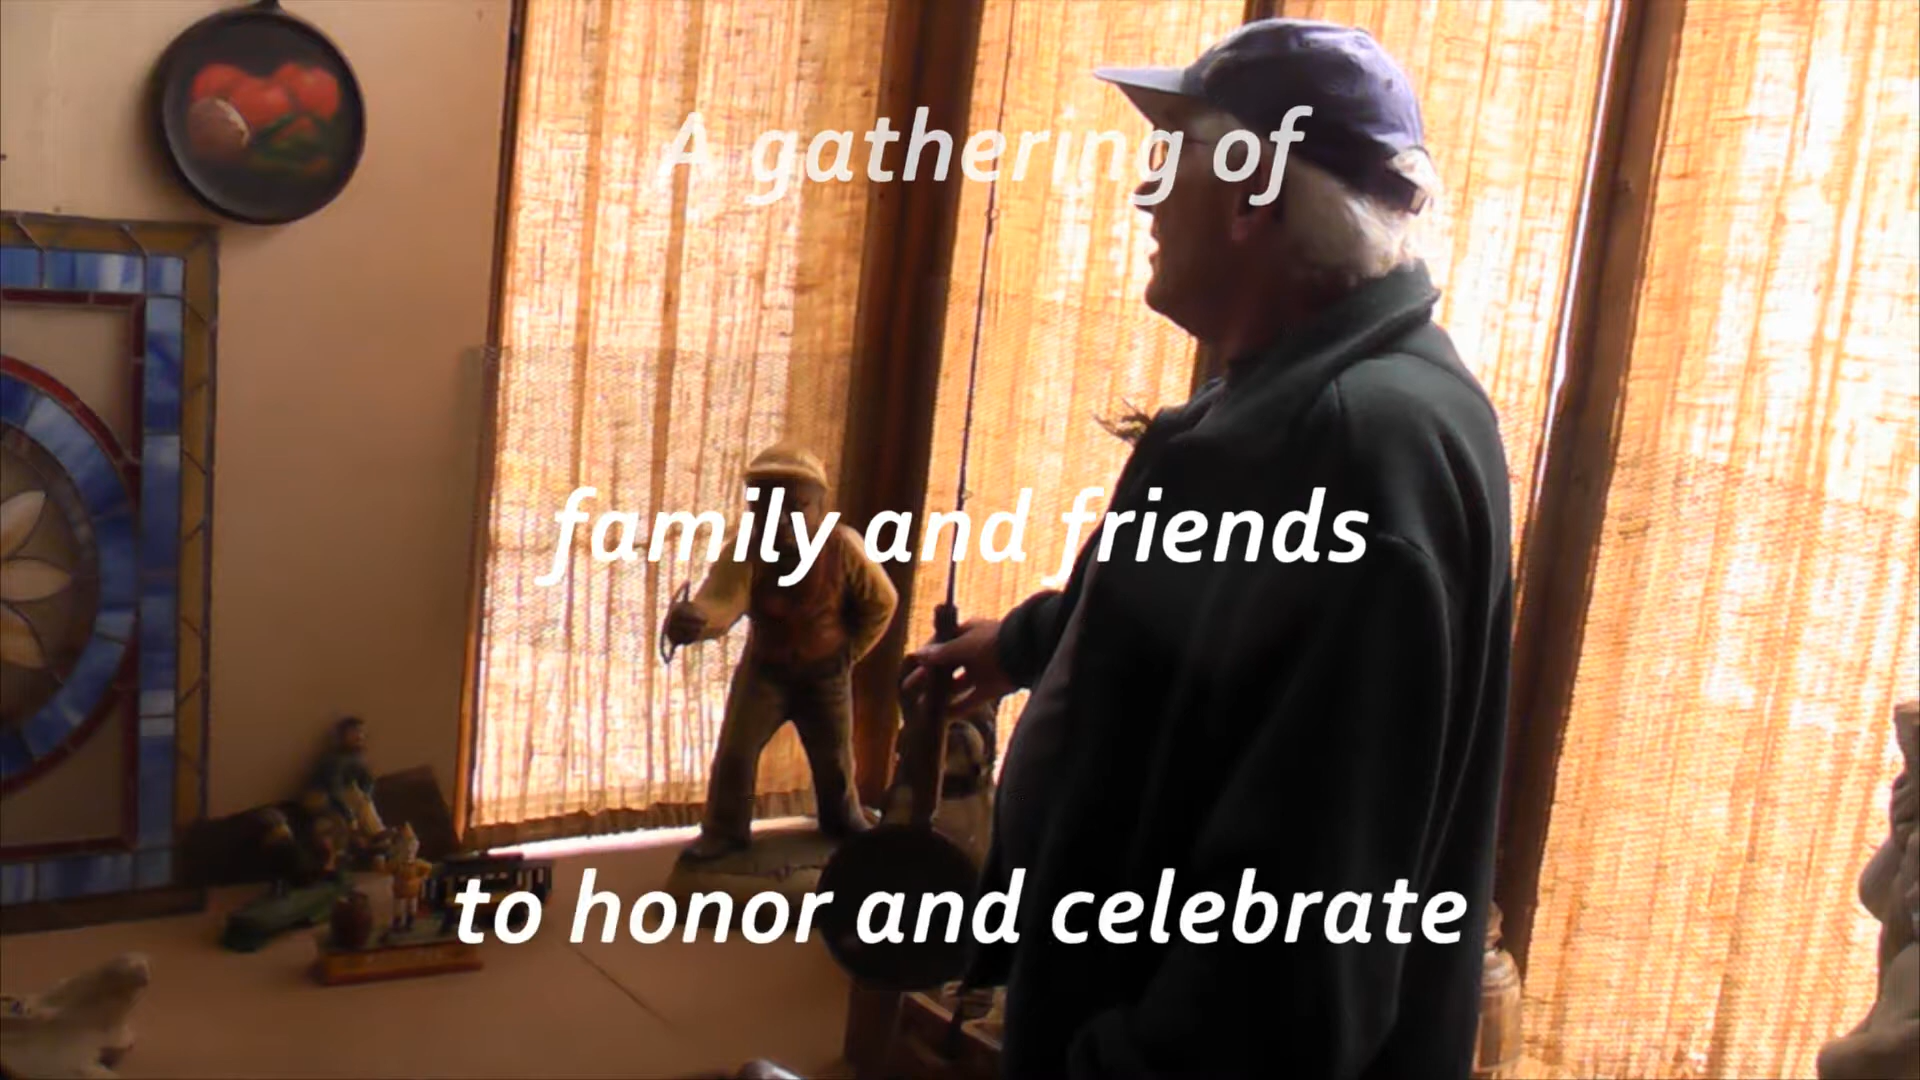 A gathering of
family and friends
to honor and celebrate